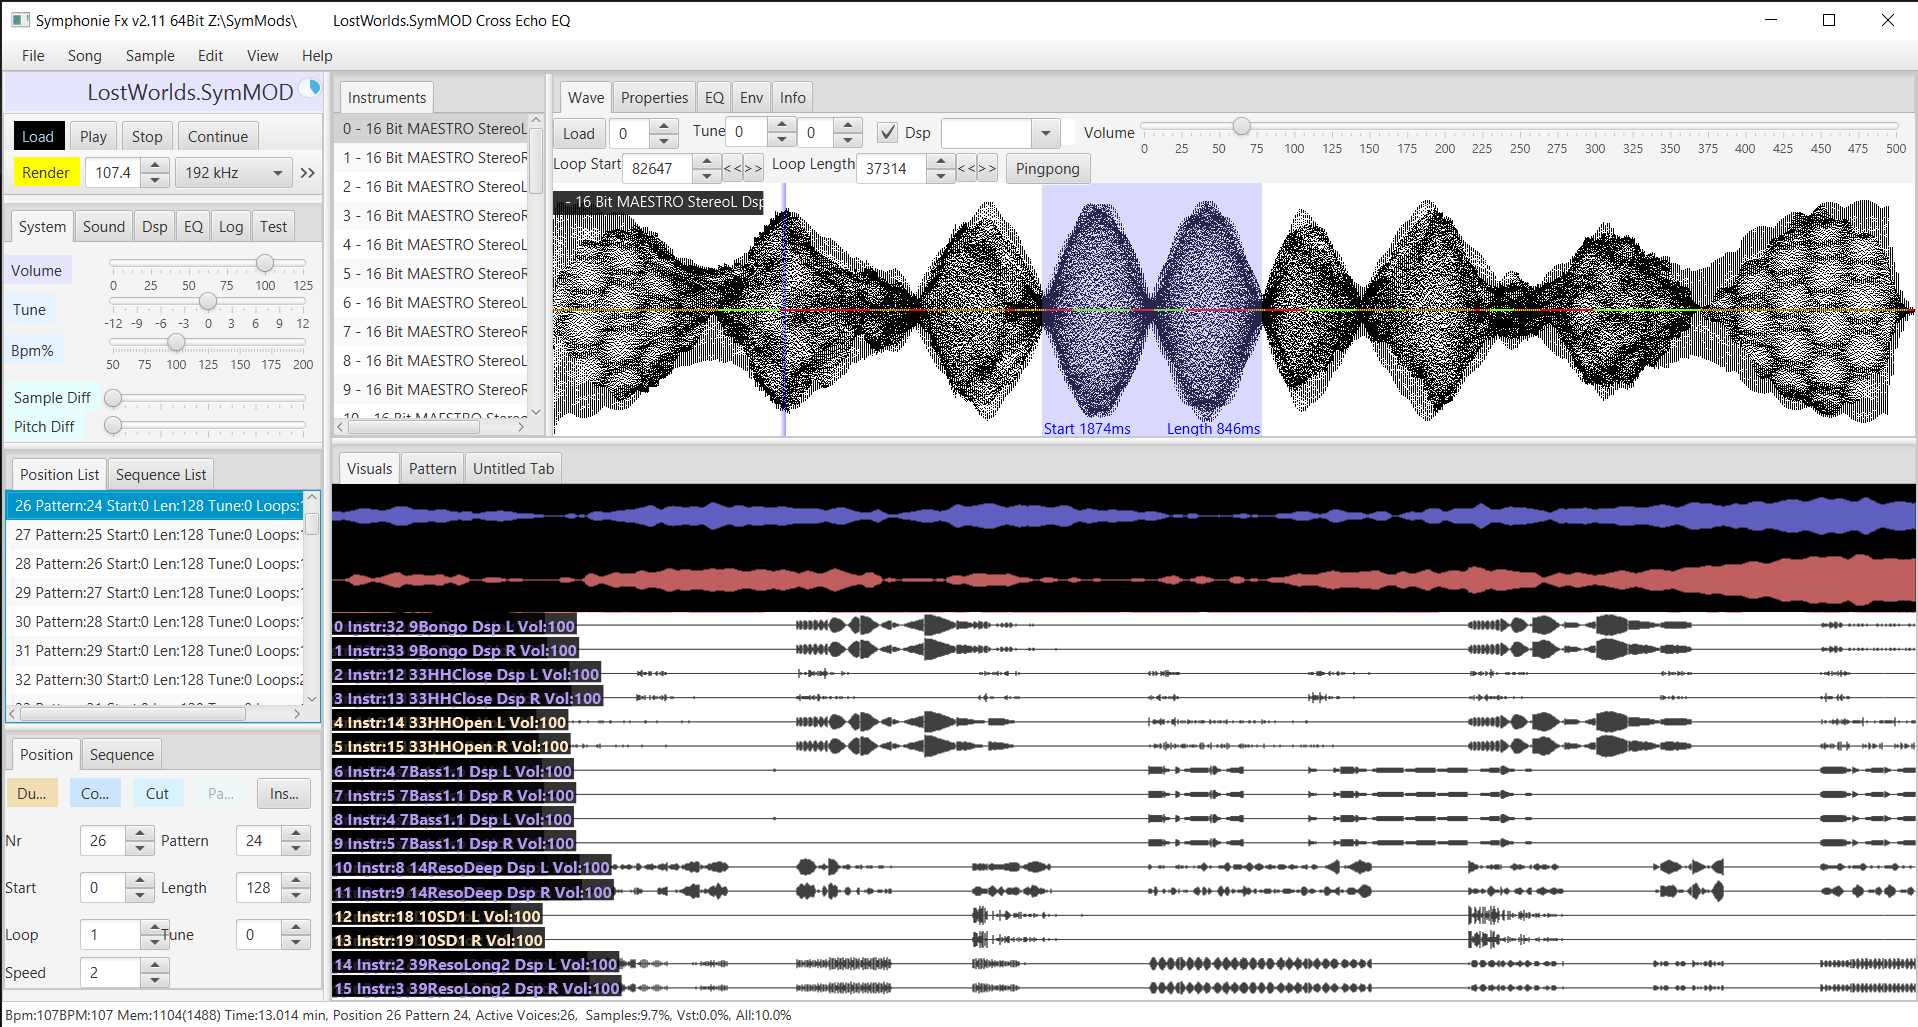 Symphonie Fx v2.11 64Bit Z:\SymMods\ LostWorlds.SymMOD Cross Echo EQ
File Song Sample Edit View Help
LostWorlds.SymMOD
Load Play Stop Continue
Render 107.4 192 kHz >>
System Sound Dsp EQ Log Test
Volume
0 25 50 75 100 125
Tune
-12 -9 -6 -3 0 3 6 9 12
Bpm%
50 75 100 125 150 175 200
Sample Diff
Pitch Diff
Position List Sequence List
26 Pattern:24 Start:0 Len:128 Tune:0 Loops:
27 Pattern:25 Start:0 Len:128 Tune:0 Loops:
28 Pattern:26 Start:0 Len:128 Tune:0 Loops:
29 Pattern:27 Start:0 Len:128 Tune:0 Loops:
30 Pattern:28 Start:0 Len:128 Tune:0 Loops:
31 Pattern:29 Start:0 Len:128 Tune:0 Loops:
32 Pattern:30 Start:0 Len:128 Tune:0 Loops:2
Position Sequence
Du... Co... Cut Pa... Ins...
Nr 26 Pattern 24
Start 0 Length 128
Loop 1 Tune 0
Speed 2
Instruments
0 - 16 Bit MAESTRO StereoL
1 - 16 Bit MAESTRO StereoR
2 - 16 Bit MAESTRO StereoL
3 - 16 Bit MAESTRO StereoR
4 - 16 Bit MAESTRO StereoL
5 - 16 Bit MAESTRO StereoR
6 - 16 Bit MAESTRO StereoL
7 - 16 Bit MAESTRO StereoR
8 - 16 Bit MAESTRO StereoL
9 - 16 Bit MAESTRO StereoR
10 - 16 Bit MAESTRO StereoL
Wave Properties EQ Env Info
Load 0 Tune 0 0 Dsp Volume
0 25 50 75 100 125 150 175 200 225 250 275 300 325 350 375 400 425 450 475 500
Loop Start 82647 << >> Loop Length 37314 << >> Pingpong
- 16 Bit MAESTRO StereoL Dsp
Start 1874ms Length 846ms
Visuals Pattern Untitled Tab
0 Instr:32 9Bongo Dsp L Vol:100
1 Instr:33 9Bongo Dsp R Vol:100
2 Instr:12 33HHClose Dsp L Vol:100
3 Instr:13 33HHClose Dsp R Vol:100
4 Instr:14 33HHOpen L Vol:100
5 Instr:15 33HHOpen R Vol:100
6 Instr:4 7Bass1.1 Dsp L Vol:100
7 Instr:5 7Bass1.1 Dsp R Vol:100
8 Instr:4 7Bass1.1 Dsp L Vol:100
9 Instr:5 7Bass1.1 Dsp R Vol:100
10 Instr:8 14ResoDeep Dsp L Vol:100
11 Instr:9 14ResoDeep Dsp R Vol:100
12 Instr:18 10SD1 L Vol:100
13 Instr:19 10SD1 R Vol:100
14 Instr:2 39ResoLong2 Dsp L Vol:100
15 Instr:3 39ResoLong2 Dsp R Vol:100
Bpm:107BPM:107 Mem:1104(1488) Time:13.014 min, Position 26 Pattern 24, Active Voices:26, Samples:9.7%, Vst:0.0%, All:10.0%